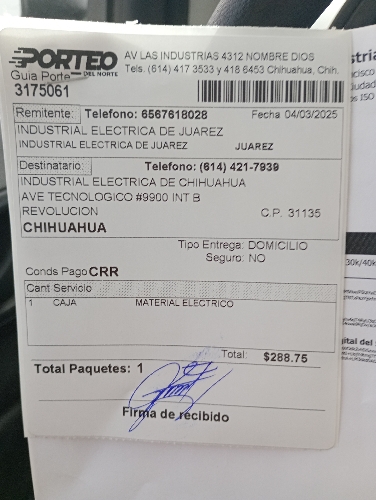 PORTEO
DEL NORTE
AV LAS INDUSTRIAS 4312 NOMBRE DIOS
Tels. (614) 417 3533 y 418 6453 Chihuahua, Chih.
Guia Porte
3175061
Remitente: Telefono: 6567618028 Fecha 04/03/2025
INDUSTRIAL ELECTRICA DE JUAREZ
INDUSTRIAL ELECTRICA DE JUAREZ JUAREZ
Destinatario: Telefono: (614) 421-7939
INDUSTRIAL ELECTRICA DE CHIHUAHUA
AVE TECNOLOGICO #9900 INT B
REVOLUCION C.P. 31135
CHIHUAHUA
Tipo Entrega: DOMICILIO
Seguro: NO
Conds Pago CRR
Cant Servicio
1 CAJA MATERIAL ELECTRICO
Total: $288.75
Total Paquetes: 1
Firma de recibido
30k/40k